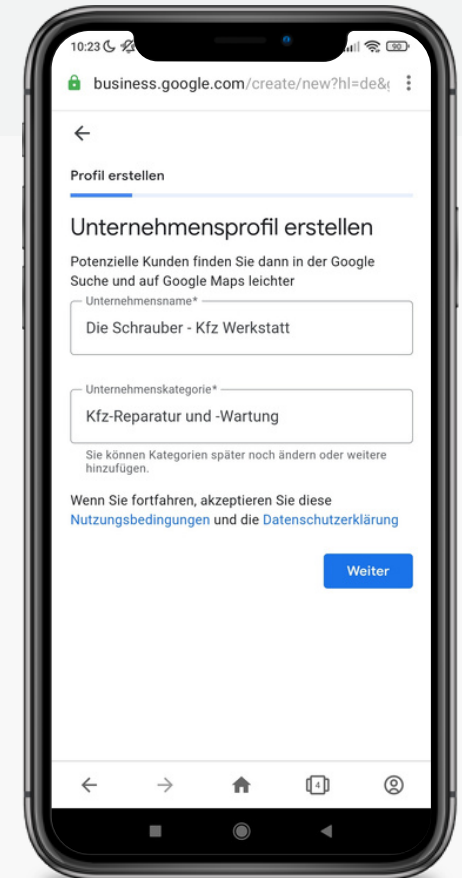 10:23
90
business.google.com/create/new?hl=de&
Profil erstellen
Unternehmensprofil erstellen
Potenzielle Kunden finden Sie dann in der Google
Suche und auf Google Maps leichter
Unternehmensname*
Die Schrauber - Kfz Werkstatt
Unternehmenskategorie*
Kfz-Reparatur und -Wartung
Sie können Kategorien später noch ändern oder weitere
hinzufügen.
Wenn Sie fortfahren, akzeptieren Sie diese
Nutzungsbedingungen und die Datenschutzerklärung
Weiter
4